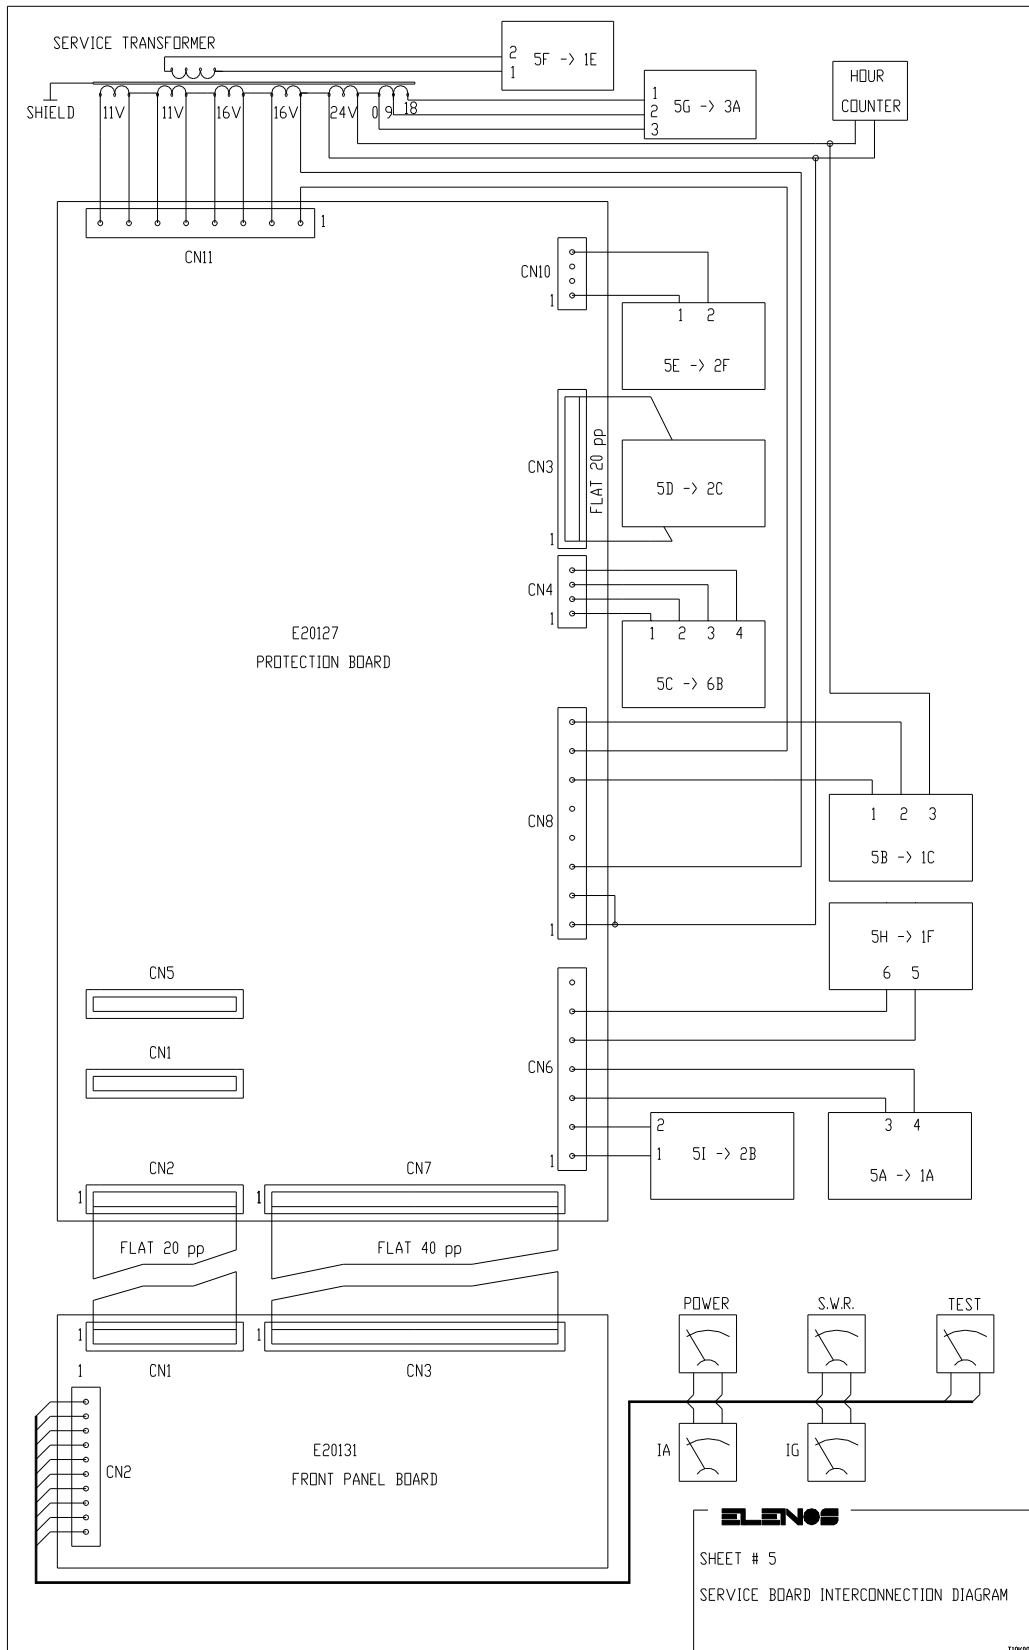 SERVICE TRANSFORMER
2
1
5F -> 1E
SHIELD
11V
11V
16V
16V
24V
0
9
18
1
2
3
5G -> 3A
HOUR
COUNTER
1
CN11
CN10
1
1
2
5E -> 2F
CN3
1
FLAT 20 pp
5D -> 2C
CN4
1
1
2
3
4
5C -> 6B
E20127
PROTECTION BOARD
CN8
1
1
2
3
5B -> 1C
5H -> 1F
6
5
CN5
CN1
CN6
1
2
1
5I -> 2B
3
4
5A -> 1A
CN2
CN7
1
1
FLAT 20 pp
FLAT 40 pp
1
1
CN1
CN3
1
CN2
E20131
FRONT PANEL BOARD
POWER
S.W.R.
TEST
IA
IG
ELENOS
SHEET # 5
SERVICE BOARD INTERCONNECTION DIAGRAM